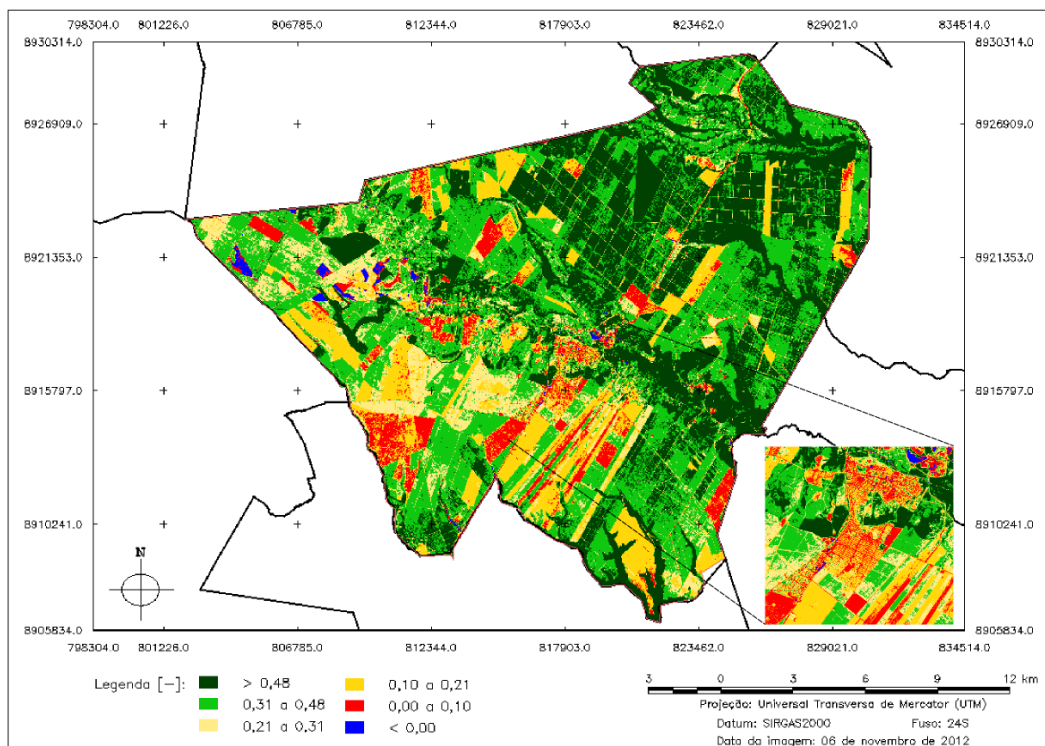 798304.0 801226.0 806785.0 812344.0 817903.0 823462.0 829021.0 834514.0
8930314.0 8930314.0
8926909.0 8926909.0
8921353.0 8921353.0
8915797.0 8915797.0
8910241.0 8910241.0
N
8905834.0 8905834.0
798304.0 801226.0 806785.0 812344.0 817903.0 823462.0 829021.0 834514.0
Legenda [-]: > 0,48 0,10 a 0,21
0,31 a 0,48 0,00 a 0,10
0,21 a 0,31 < 0,00
3 0 3 6 9 12 km
Projeção: Universal Transversa de Mercator (UTM)
Datum: SIRGAS2000 Fuso: 24S
Data da imagem: 06 de novembro de 2012